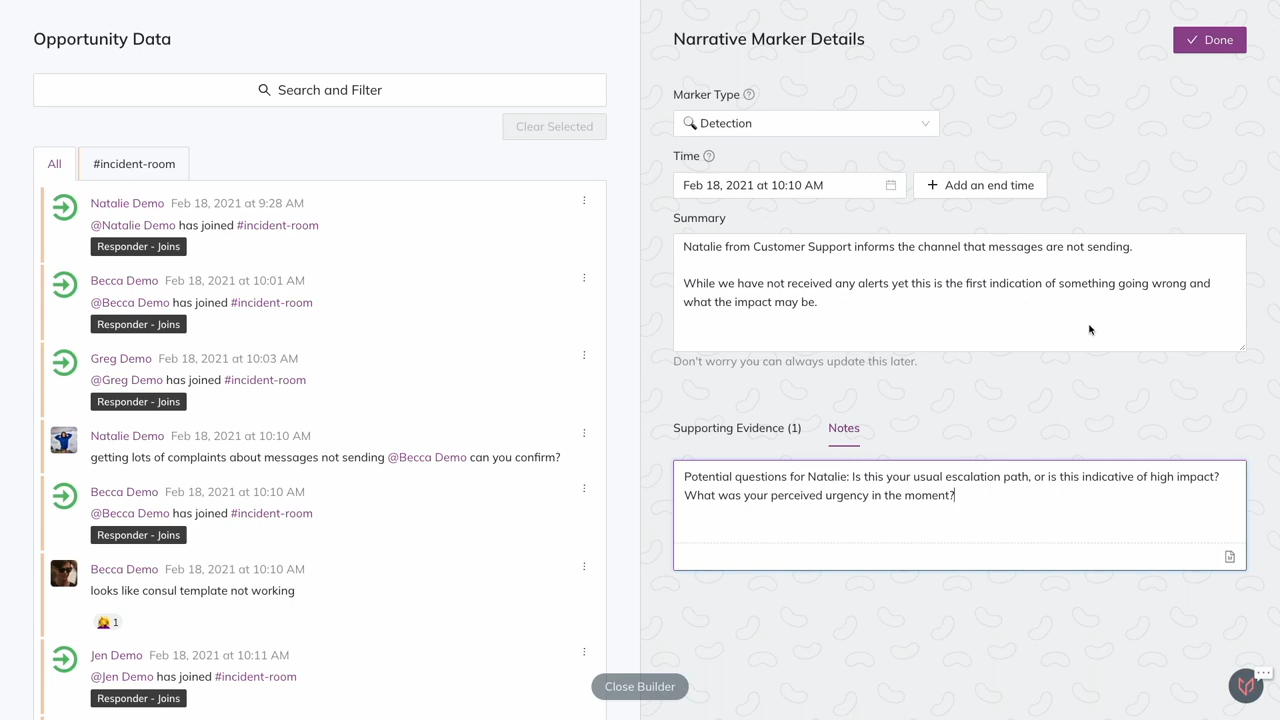 Opportunity Data
Search and Filter
Clear Selected
All
#incident-room
Natalie Demo Feb 18, 2021 at 9:28 AM
@Natalie Demo has joined #incident-room
Responder - Joins
Becca Demo Feb 18, 2021 at 10:01 AM
@Becca Demo has joined #incident-room
Responder - Joins
Greg Demo Feb 18, 2021 at 10:03 AM
@Greg Demo has joined #incident-room
Responder - Joins
Natalie Demo Feb 18, 2021 at 10:10 AM
getting lots of complaints about messages not sending @Becca Demo can you confirm?
Becca Demo Feb 18, 2021 at 10:10 AM
@Becca Demo has joined #incident-room
Responder - Joins
Becca Demo Feb 18, 2021 at 10:10 AM
looks like consul template not working
1
Jen Demo Feb 18, 2021 at 10:11 AM
@Jen Demo has joined #incident-room
Responder - Joins
Close Builder
Narrative Marker Details
Done
Marker Type
Detection
Time
Feb 18, 2021 at 10:10 AM
Add an end time
Summary
Natalie from Customer Support informs the channel that messages are not sending.
While we have not received any alerts yet this is the first indication of something going wrong and
what the impact may be.
Don't worry you can always update this later.
Supporting Evidence (1)
Notes
Potential questions for Natalie: Is this your usual escalation path, or is this indicative of high impact?
What was your perceived urgency in the moment?